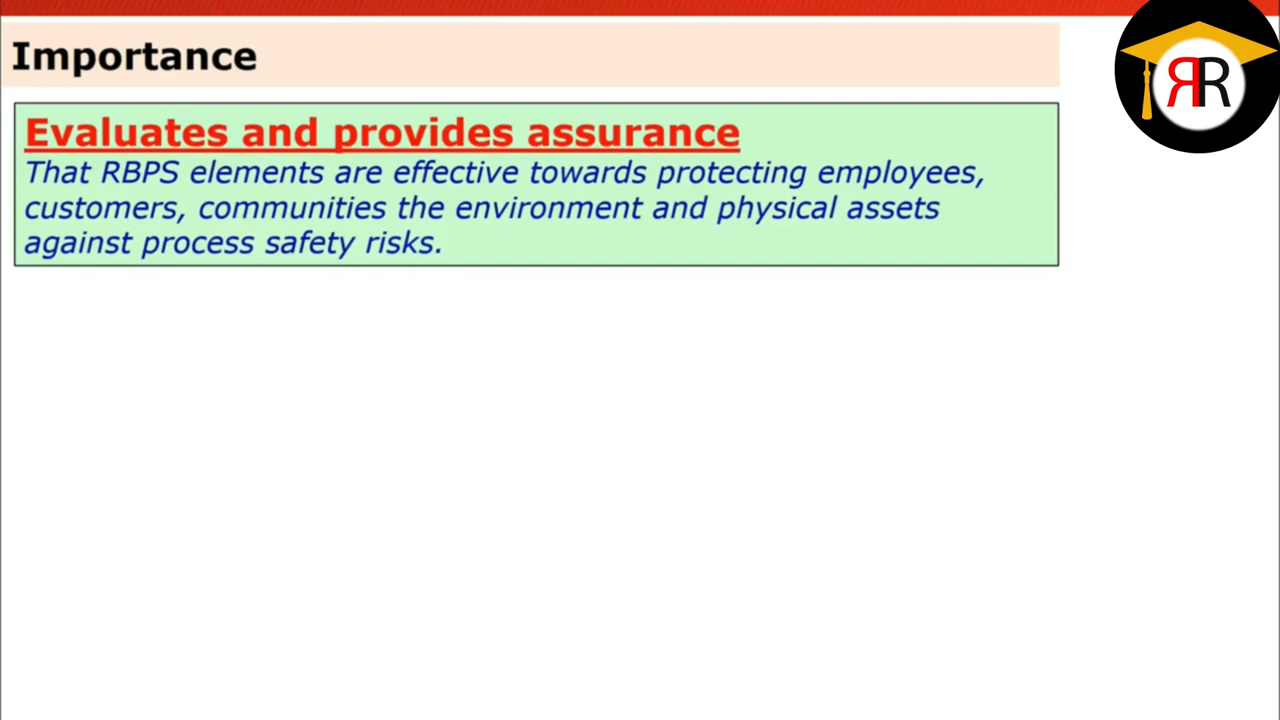 Importance
Evaluates and provides assurance
That RBPS elements are effective towards protecting employees,
customers, communities the environment and physical assets
against process safety risks.
RR